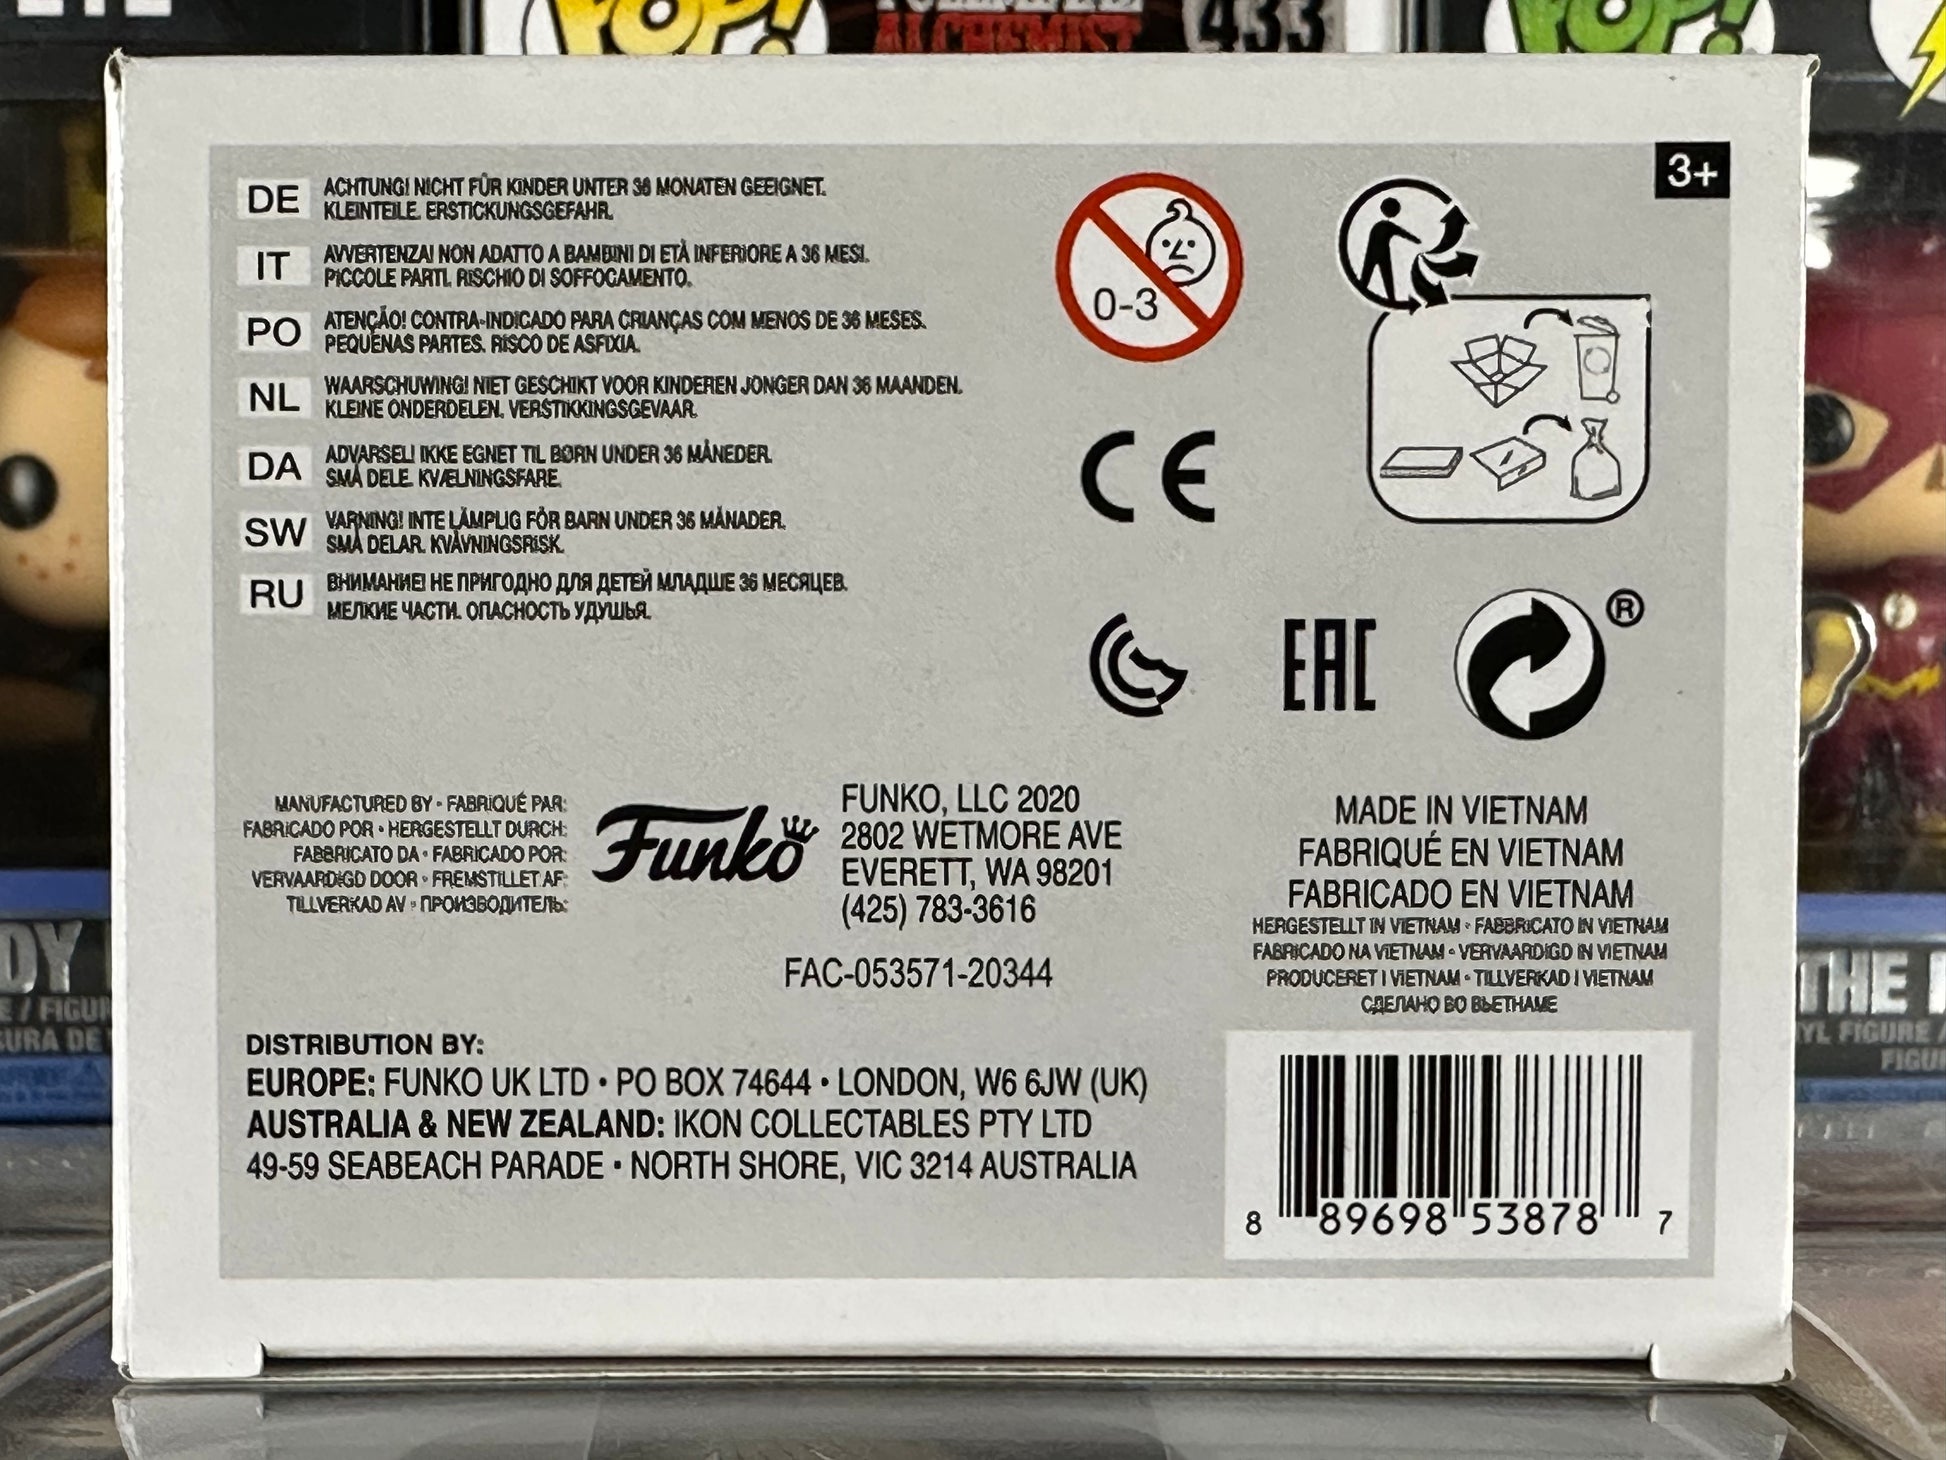 POP!
ALCHEMIST
433
POP!
3+
DE
ACHTUNG! NICHT FÜR KINDER UNTER 36 MONATEN GEEIGNET.
KLEINTEILE. ERSTICKUNGSGEFAHR.
IT
AVVERTENZA! NON ADATTO A BAMBINI DI ETÀ INFERIORE A 36 MESI.
PICCOLE PARTI. RISCHIO DI SOFFOCAMENTO.
PO
ATENÇÃO! CONTRA-INDICADO PARA CRIANÇAS COM MENOS DE 36 MESES.
PEQUENAS PARTES. RISCO DE ASFIXIA.
NL
WAARSCHUWING! NIET GESCHIKT VOOR KINDEREN JONGER DAN 36 MAANDEN.
KLEINE ONDERDELEN. VERSTIKKINGSGEVAAR.
DA
ADVARSEL! IKKE EGNET TIL BØRN UNDER 36 MÅNEDER.
SMÅ DELE. KVÆLNINGSFARE.
SW
VARNING! INTE LÄMPLIG FÖR BARN UNDER 36 MÅNADER.
SMÅ DELAR. KVÄVNINGSRISK.
RU
ВНИМАНИЕ! НЕ ПРИГОДНО ДЛЯ ДЕТЕЙ МЛАДШЕ 36 МЕСЯЦЕВ.
МЕЛКИЕ ЧАСТИ. ОПАСНОСТЬ УДУШЬЯ.
0-3
CE
EAC
®
MANUFACTURED BY • FABRIQUÉ PAR:
FABRICADO POR • HERGESTELLT DURCH:
FABBRICATO DA • FABRICADO POR:
VERVAARDIGD DOOR • FREMSTILLET AF:
TILLVERKAD AV • ПРОИЗВОДИТЕЛЬ:
Funko
FUNKO, LLC 2020
2802 WETMORE AVE
EVERETT, WA 98201
(425) 783-3616
FAC-053571-20344
MADE IN VIETNAM
FABRIQUÉ EN VIETNAM
FABRICADO EN VIETNAM
HERGESTELLT IN VIETNAM • FABBRICATO IN VIETNAM
FABRICADO NA VIETNAM • VERVAARDIGD IN VIETNAM
PRODUCERET I VIETNAM • TILLVERKAD I VIETNAM
СДЕЛАНО ВО ВЬЕТНАМЕ
DISTRIBUTION BY:
EUROPE: FUNKO UK LTD • PO BOX 74644 • LONDON, W6 6JW (UK)
AUSTRALIA & NEW ZEALAND: IKON COLLECTABLES PTY LTD
49-59 SEABEACH PARADE • NORTH SHORE, VIC 3214 AUSTRALIA
8 89698 53878 7
THE